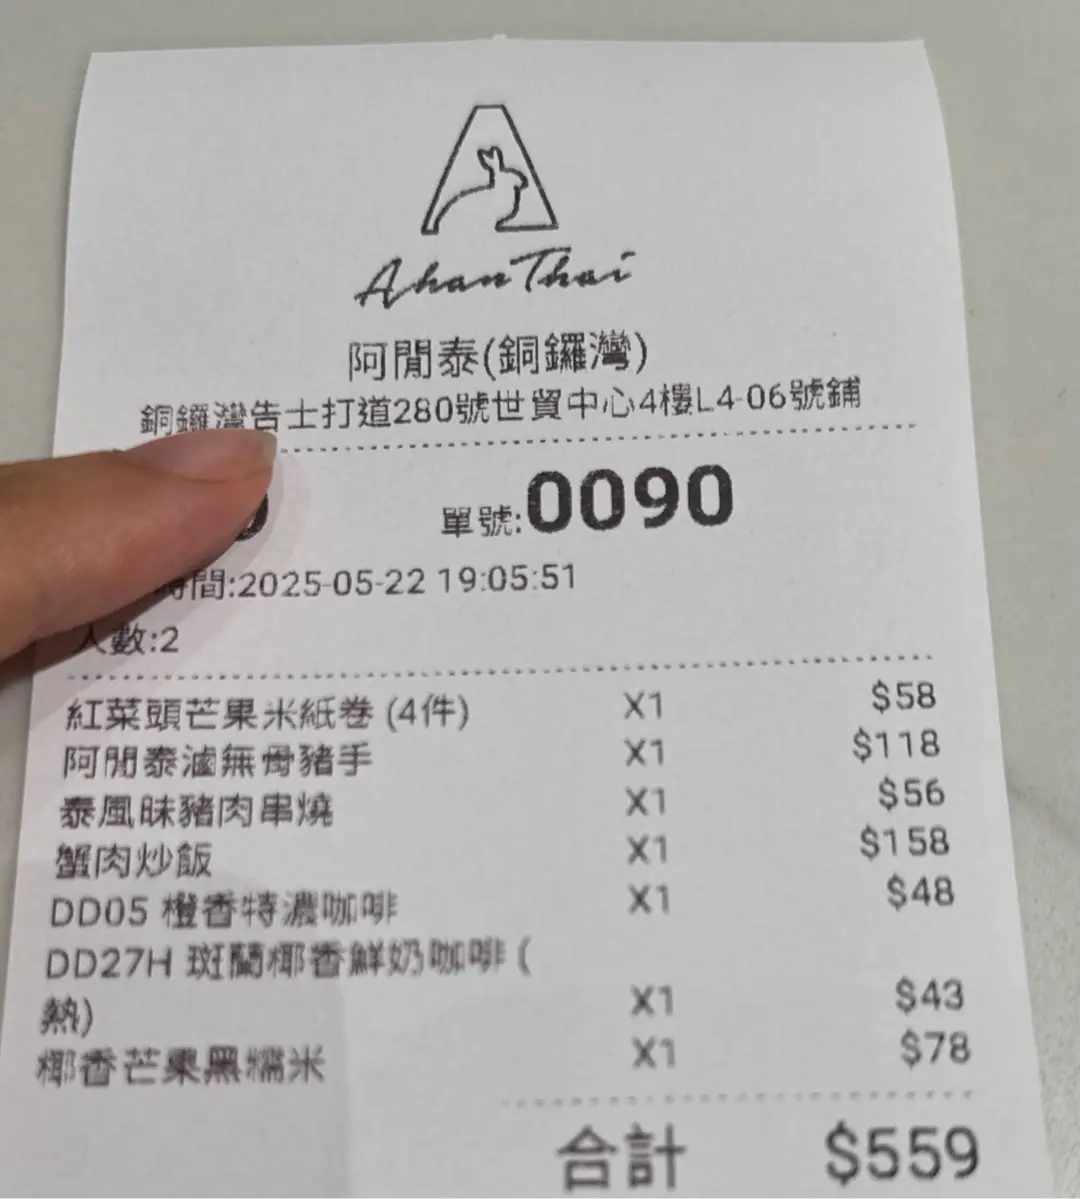 Ahan Thai
阿閒泰(銅鑼灣)
銅鑼灣告士打道280號世貿中心4樓L4-06號鋪
單號:0090
時間:2025-05-22 19:05:51
人數:2
紅菜頭芒果米紙卷 (4件) X1 $58
阿閒泰滷無骨豬手 X1 $118
泰風味豬肉串燒 X1 $56
蟹肉炒飯 X1 $158
DD05 橙香特濃咖啡 X1 $48
DD27H 斑蘭椰香鮮奶咖啡 (
熱) X1 $43
椰香芒果黑糯米 X1 $78
合計 $559